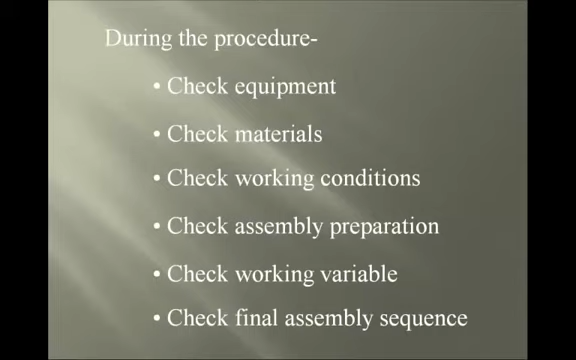 During the procedure-
• Check equipment
• Check materials
• Check working conditions
• Check assembly preparation
• Check working variable
• Check final assembly sequence